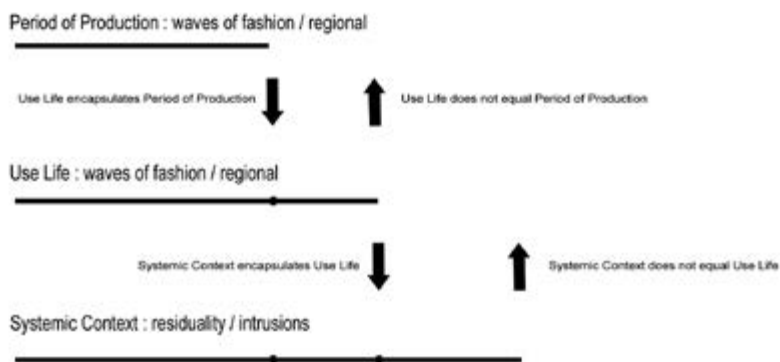 Period of Production : waves of fashion / regional
Use Life encapsulates Period of Production
Use Life does not equal Period of Production
Use Life : waves of fashion / regional
Systemic Context encapsulates Use Life
Systemic Context does not equal Use Life
Systemic Context : residuality / intrusions